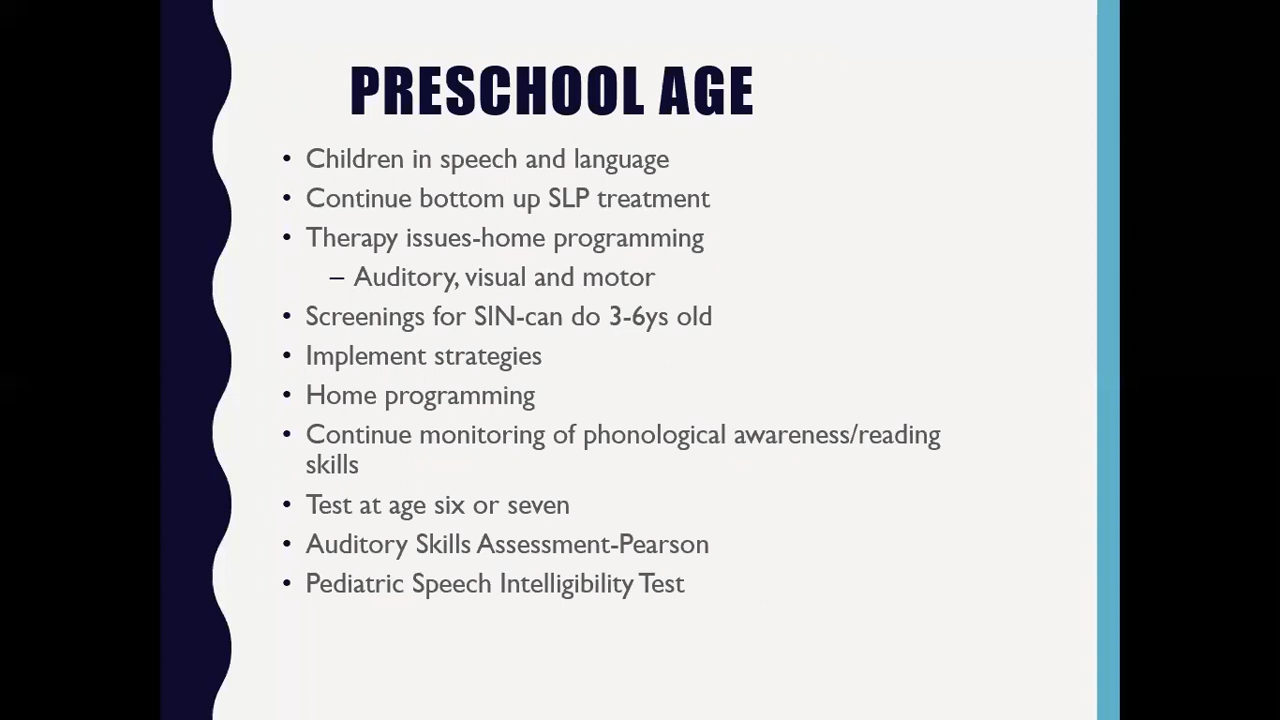 PRESCHOOL AGE
• Children in speech and language
• Continue bottom up SLP treatment
• Therapy issues-home programming
– Auditory, visual and motor
• Screenings for SIN-can do 3-6ys old
• Implement strategies
• Home programming
• Continue monitoring of phonological awareness/reading
skills
• Test at age six or seven
• Auditory Skills Assessment-Pearson
• Pediatric Speech Intelligibility Test